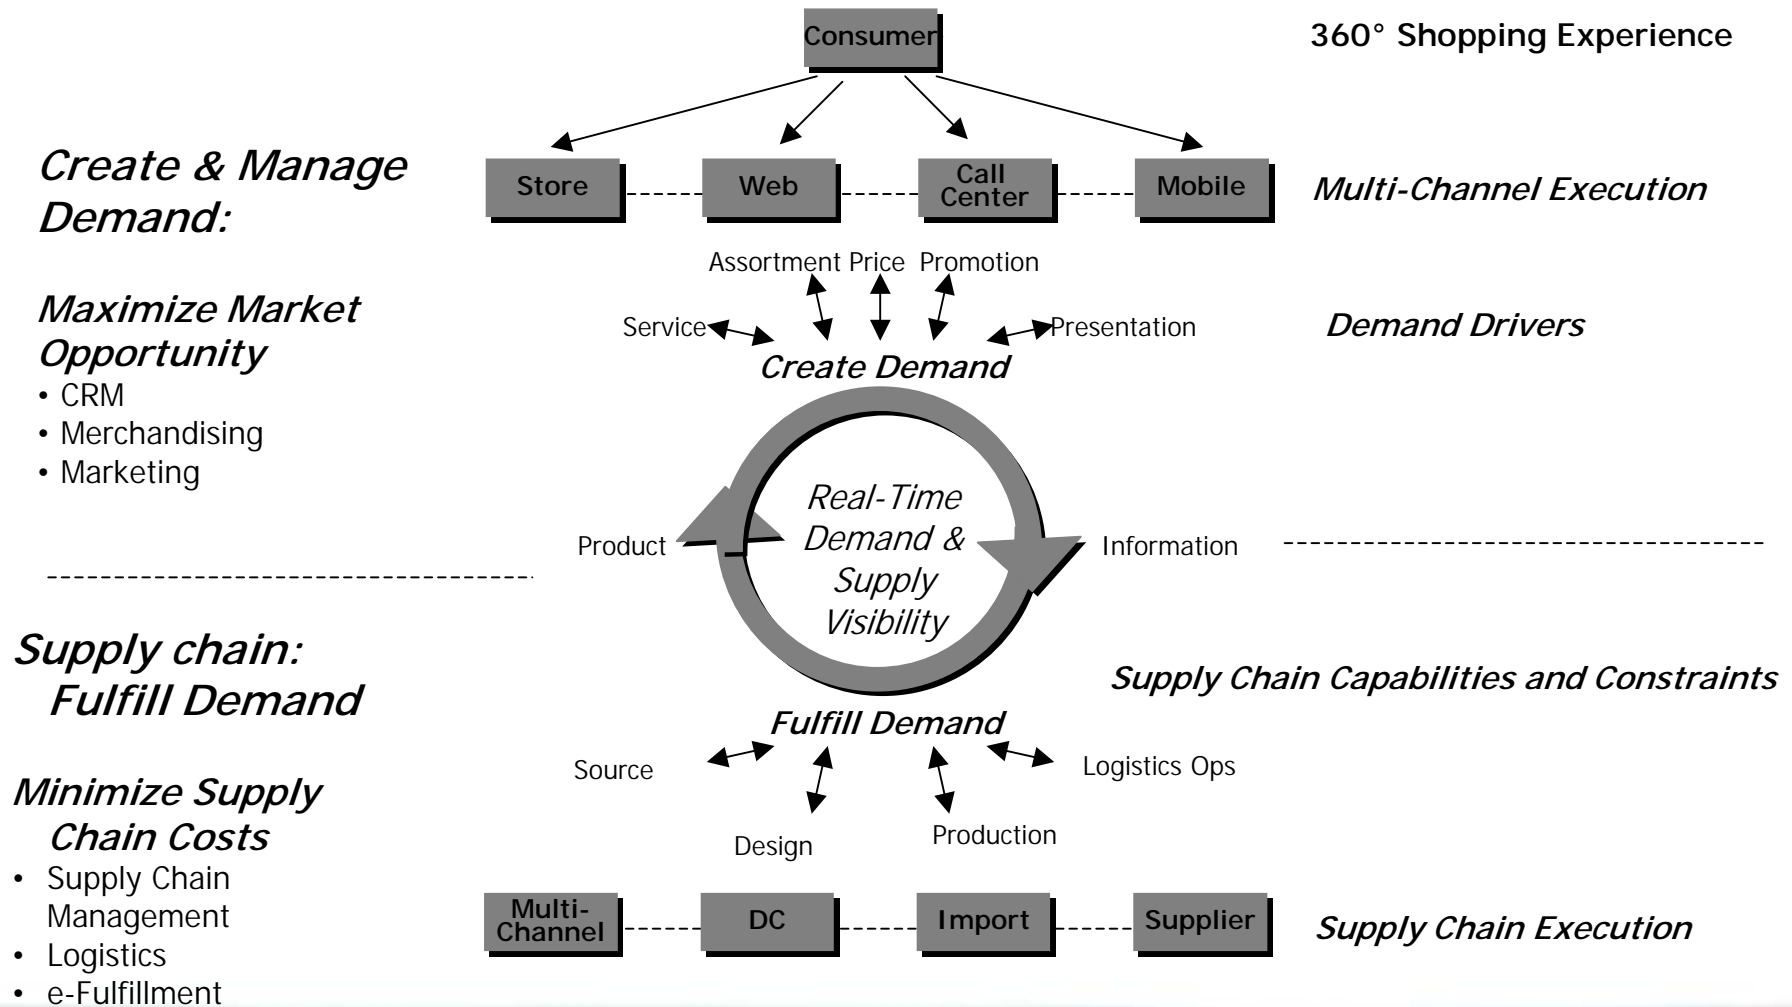 Consumer
360° Shopping Experience
Create & Manage
Demand:
Store
Web
Call
Center
Mobile
Multi-Channel Execution
Assortment Price Promotion
Maximize Market
Opportunity
• CRM
• Merchandising
• Marketing
Service
Presentation
Demand Drivers
Create Demand
Real-Time
Demand &
Supply
Visibility
Product
Information
Supply chain:
Fulfill Demand
Supply Chain Capabilities and Constraints
Fulfill Demand
Source
Logistics Ops
Design
Production
Minimize Supply
Chain Costs
• Supply Chain
Management
• Logistics
• e-Fulfillment
Multi-
Channel
DC
Import
Supplier
Supply Chain Execution